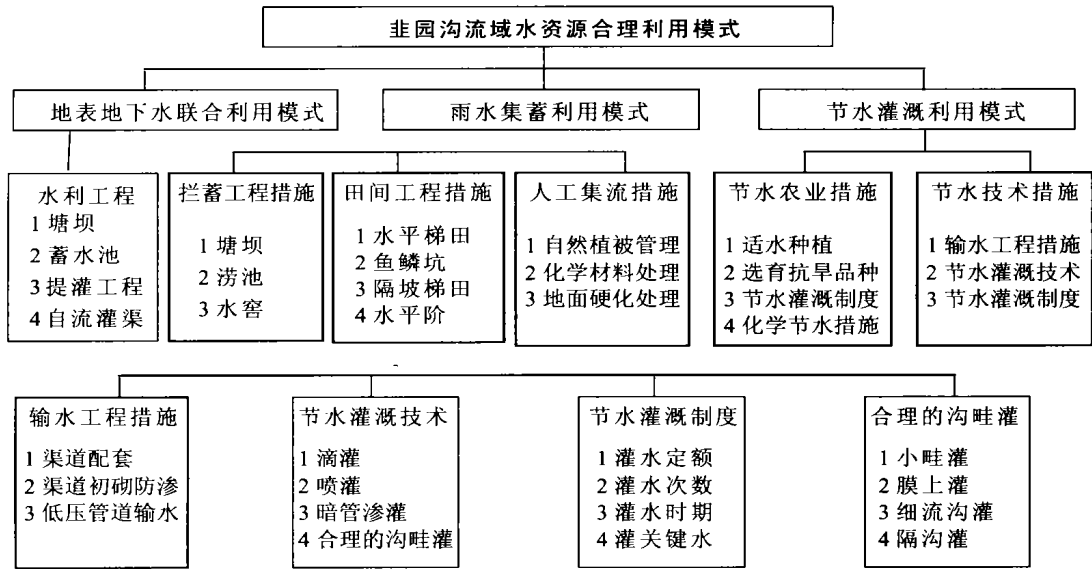 韭园沟流域水资源合理利用模式
地表地下水联合利用模式
雨水集蓄利用模式
节水灌溉利用模式
水利工程
1 塘坝
2 蓄水池
3 提灌工程
4 自流灌渠
拦蓄工程措施
1 塘坝
2 涝池
3 水窖
田间工程措施
1 水平梯田
2 鱼鳞坑
3 隔坡梯田
4 水平阶
人工集流措施
1 自然植被管理
2 化学材料处理
3 地面硬化处理
节水农业措施
1 适水种植
2 选育抗旱品种
3 节水灌溉制度
4 化学节水措施
节水技术措施
1 输水工程措施
2 节水灌溉技术
3 节水灌溉制度
输水工程措施
1 渠道配套
2 渠道初砌防渗
3 低压管道输水
节水灌溉技术
1 滴灌
2 喷灌
3 暗管渗灌
4 合理的沟畦灌
节水灌溉制度
1 灌水定额
2 灌水次数
3 灌水时期
4 灌关键水
合理的沟畦灌
1 小畦灌
2 膜上灌
3 细流沟灌
4 隔沟灌